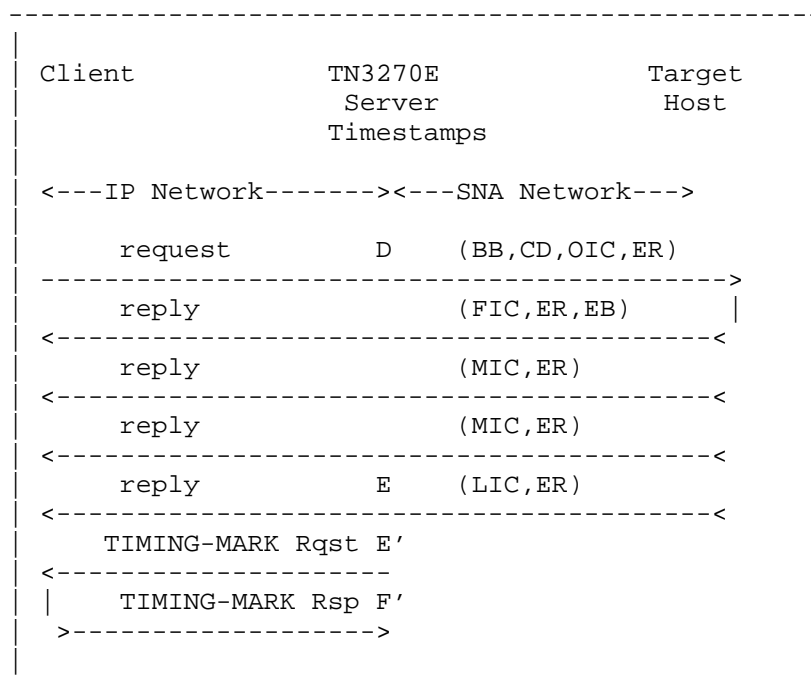 Client TN3270E Target
Server Host
Timestamps
<---IP Network-------><---SNA Network--->
request D (BB,CD,OIC,ER)
------------------------------------------->
reply (FIC,ER,EB) |
<------------------------------------------<
reply (MIC,ER)
<------------------------------------------<
reply (MIC,ER)
<------------------------------------------<
reply E (LIC,ER)
<------------------------------------------<
TIMING-MARK Rqst E'
<---------------------
| TIMING-MARK Rsp F'
>------------------->